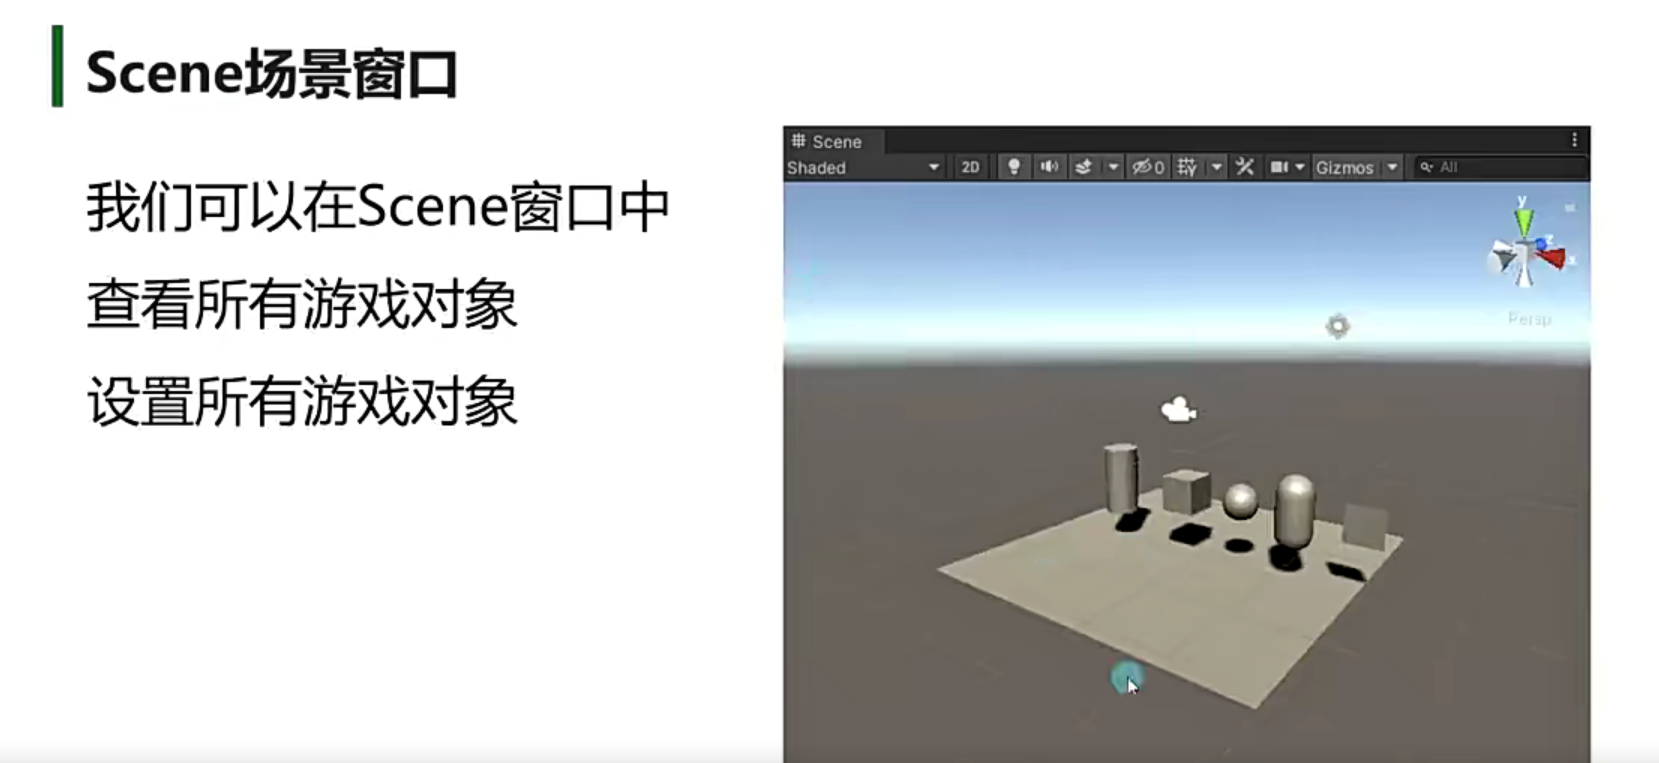 Scene场景窗口
我们可以在Scene窗口中
查看所有游戏对象
设置所有游戏对象
Scene
Shaded 2D 0 Gizmos All
y
z
x
Persp